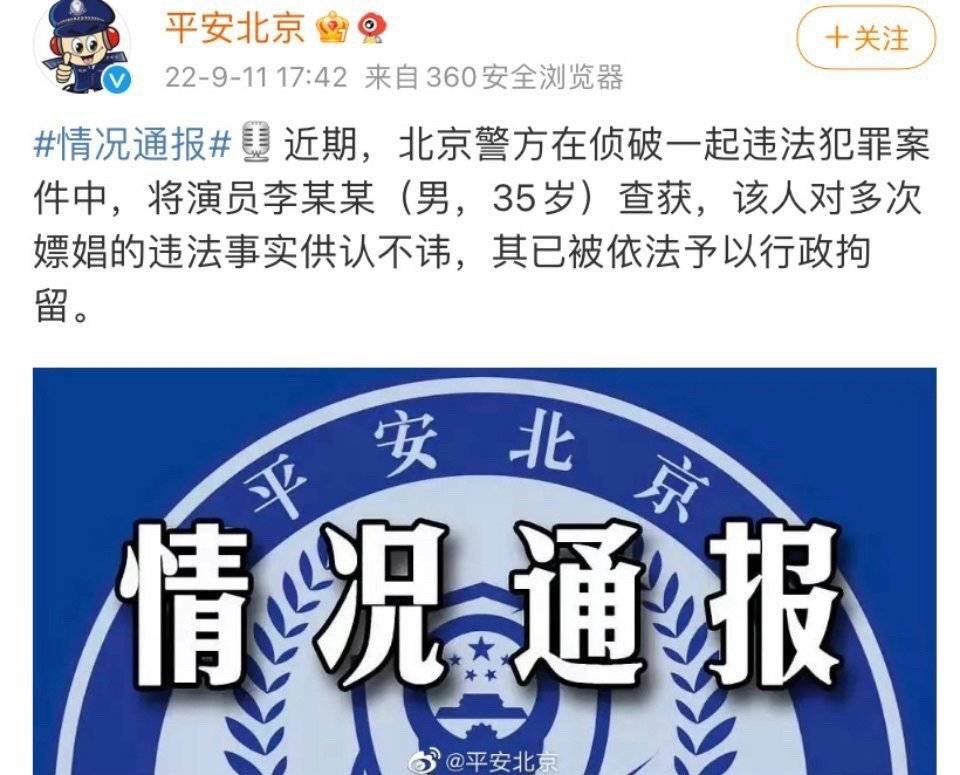 平安北京
+关注
22-9-11 17:42 来自360安全浏览器
#情况通报# 近期，北京警方在侦破一起违法犯罪案
件中，将演员李某某（男，35岁）查获，该人对多次
嫖娼的违法事实供认不讳，其已被依法予以行政拘
留。
平安北京
情况通报
@平安北京